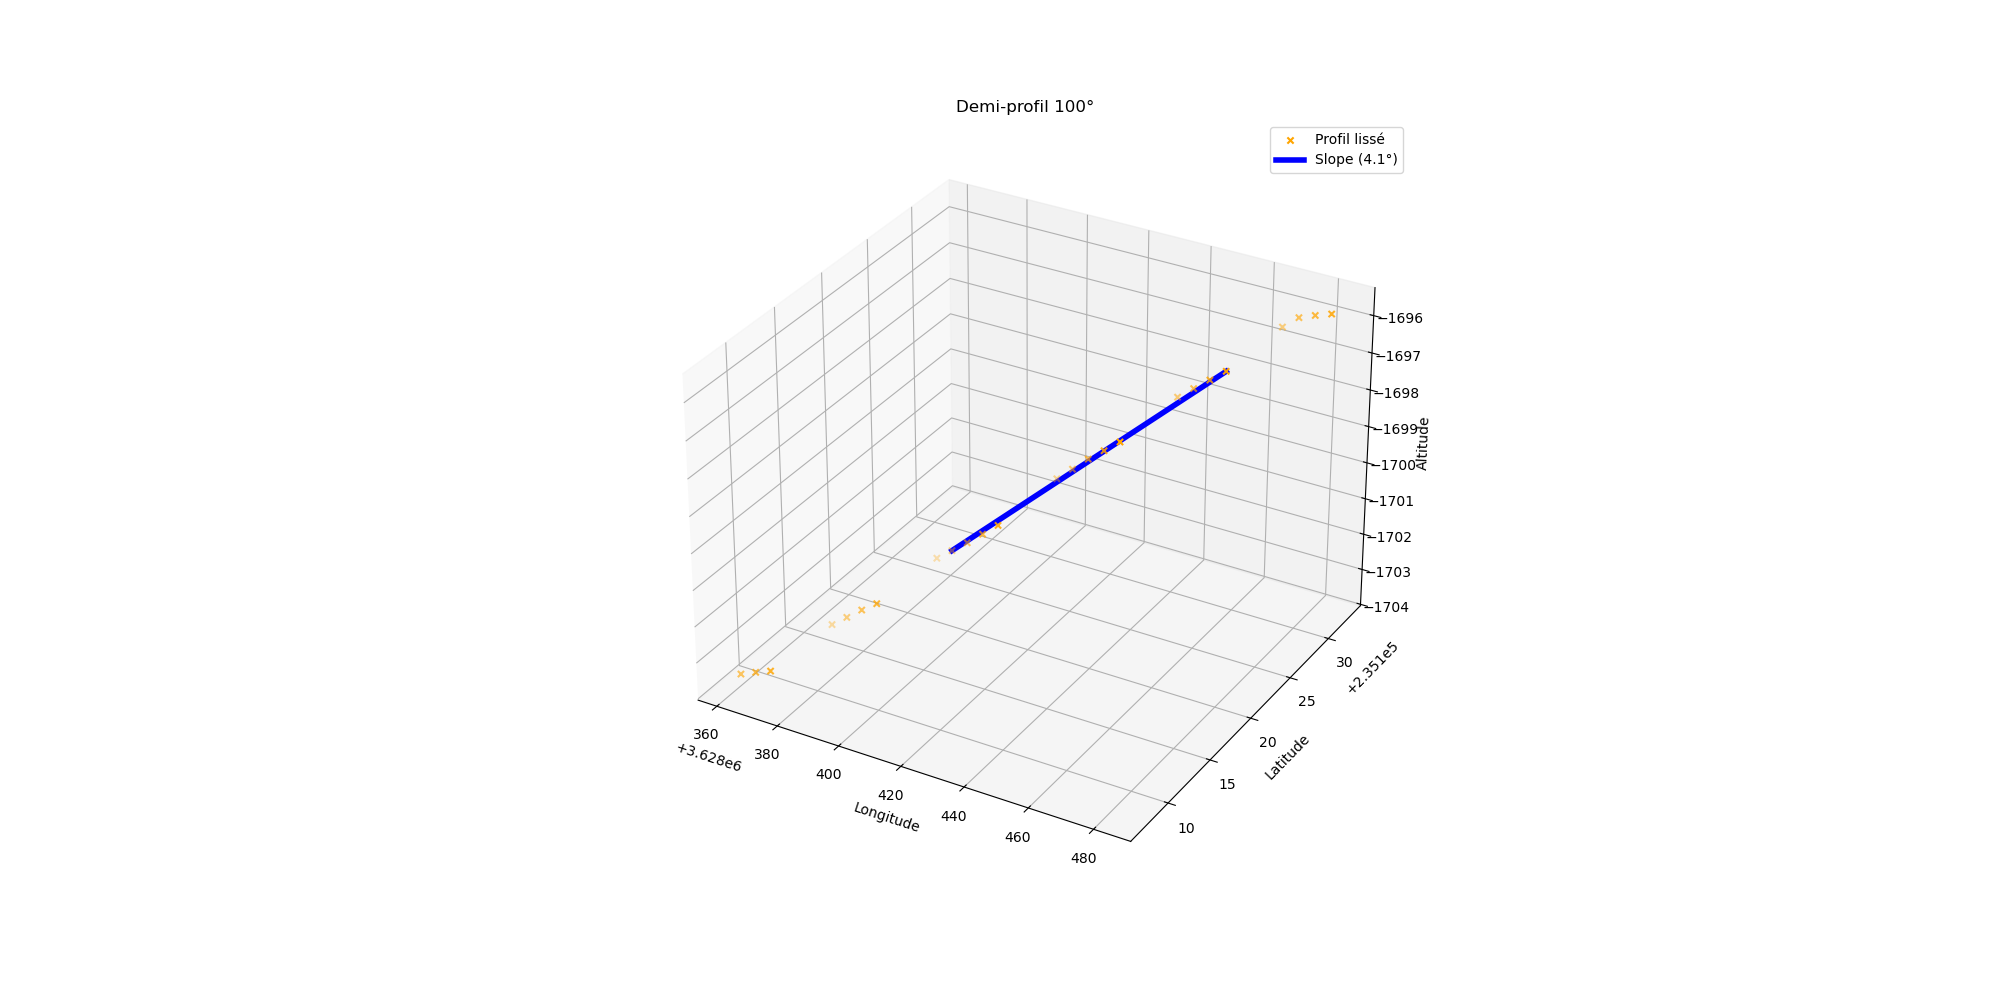 Demi-profil 100°
Profil lissé
Slope (4.1°)
−1696
−1697
−1698
−1699
−1700
−1701
−1702
−1703
−1704
Altitude
30
25
20
15
10
+2.351e5
Latitude
360
380
400
420
440
460
480
+3.628e6
Longitude